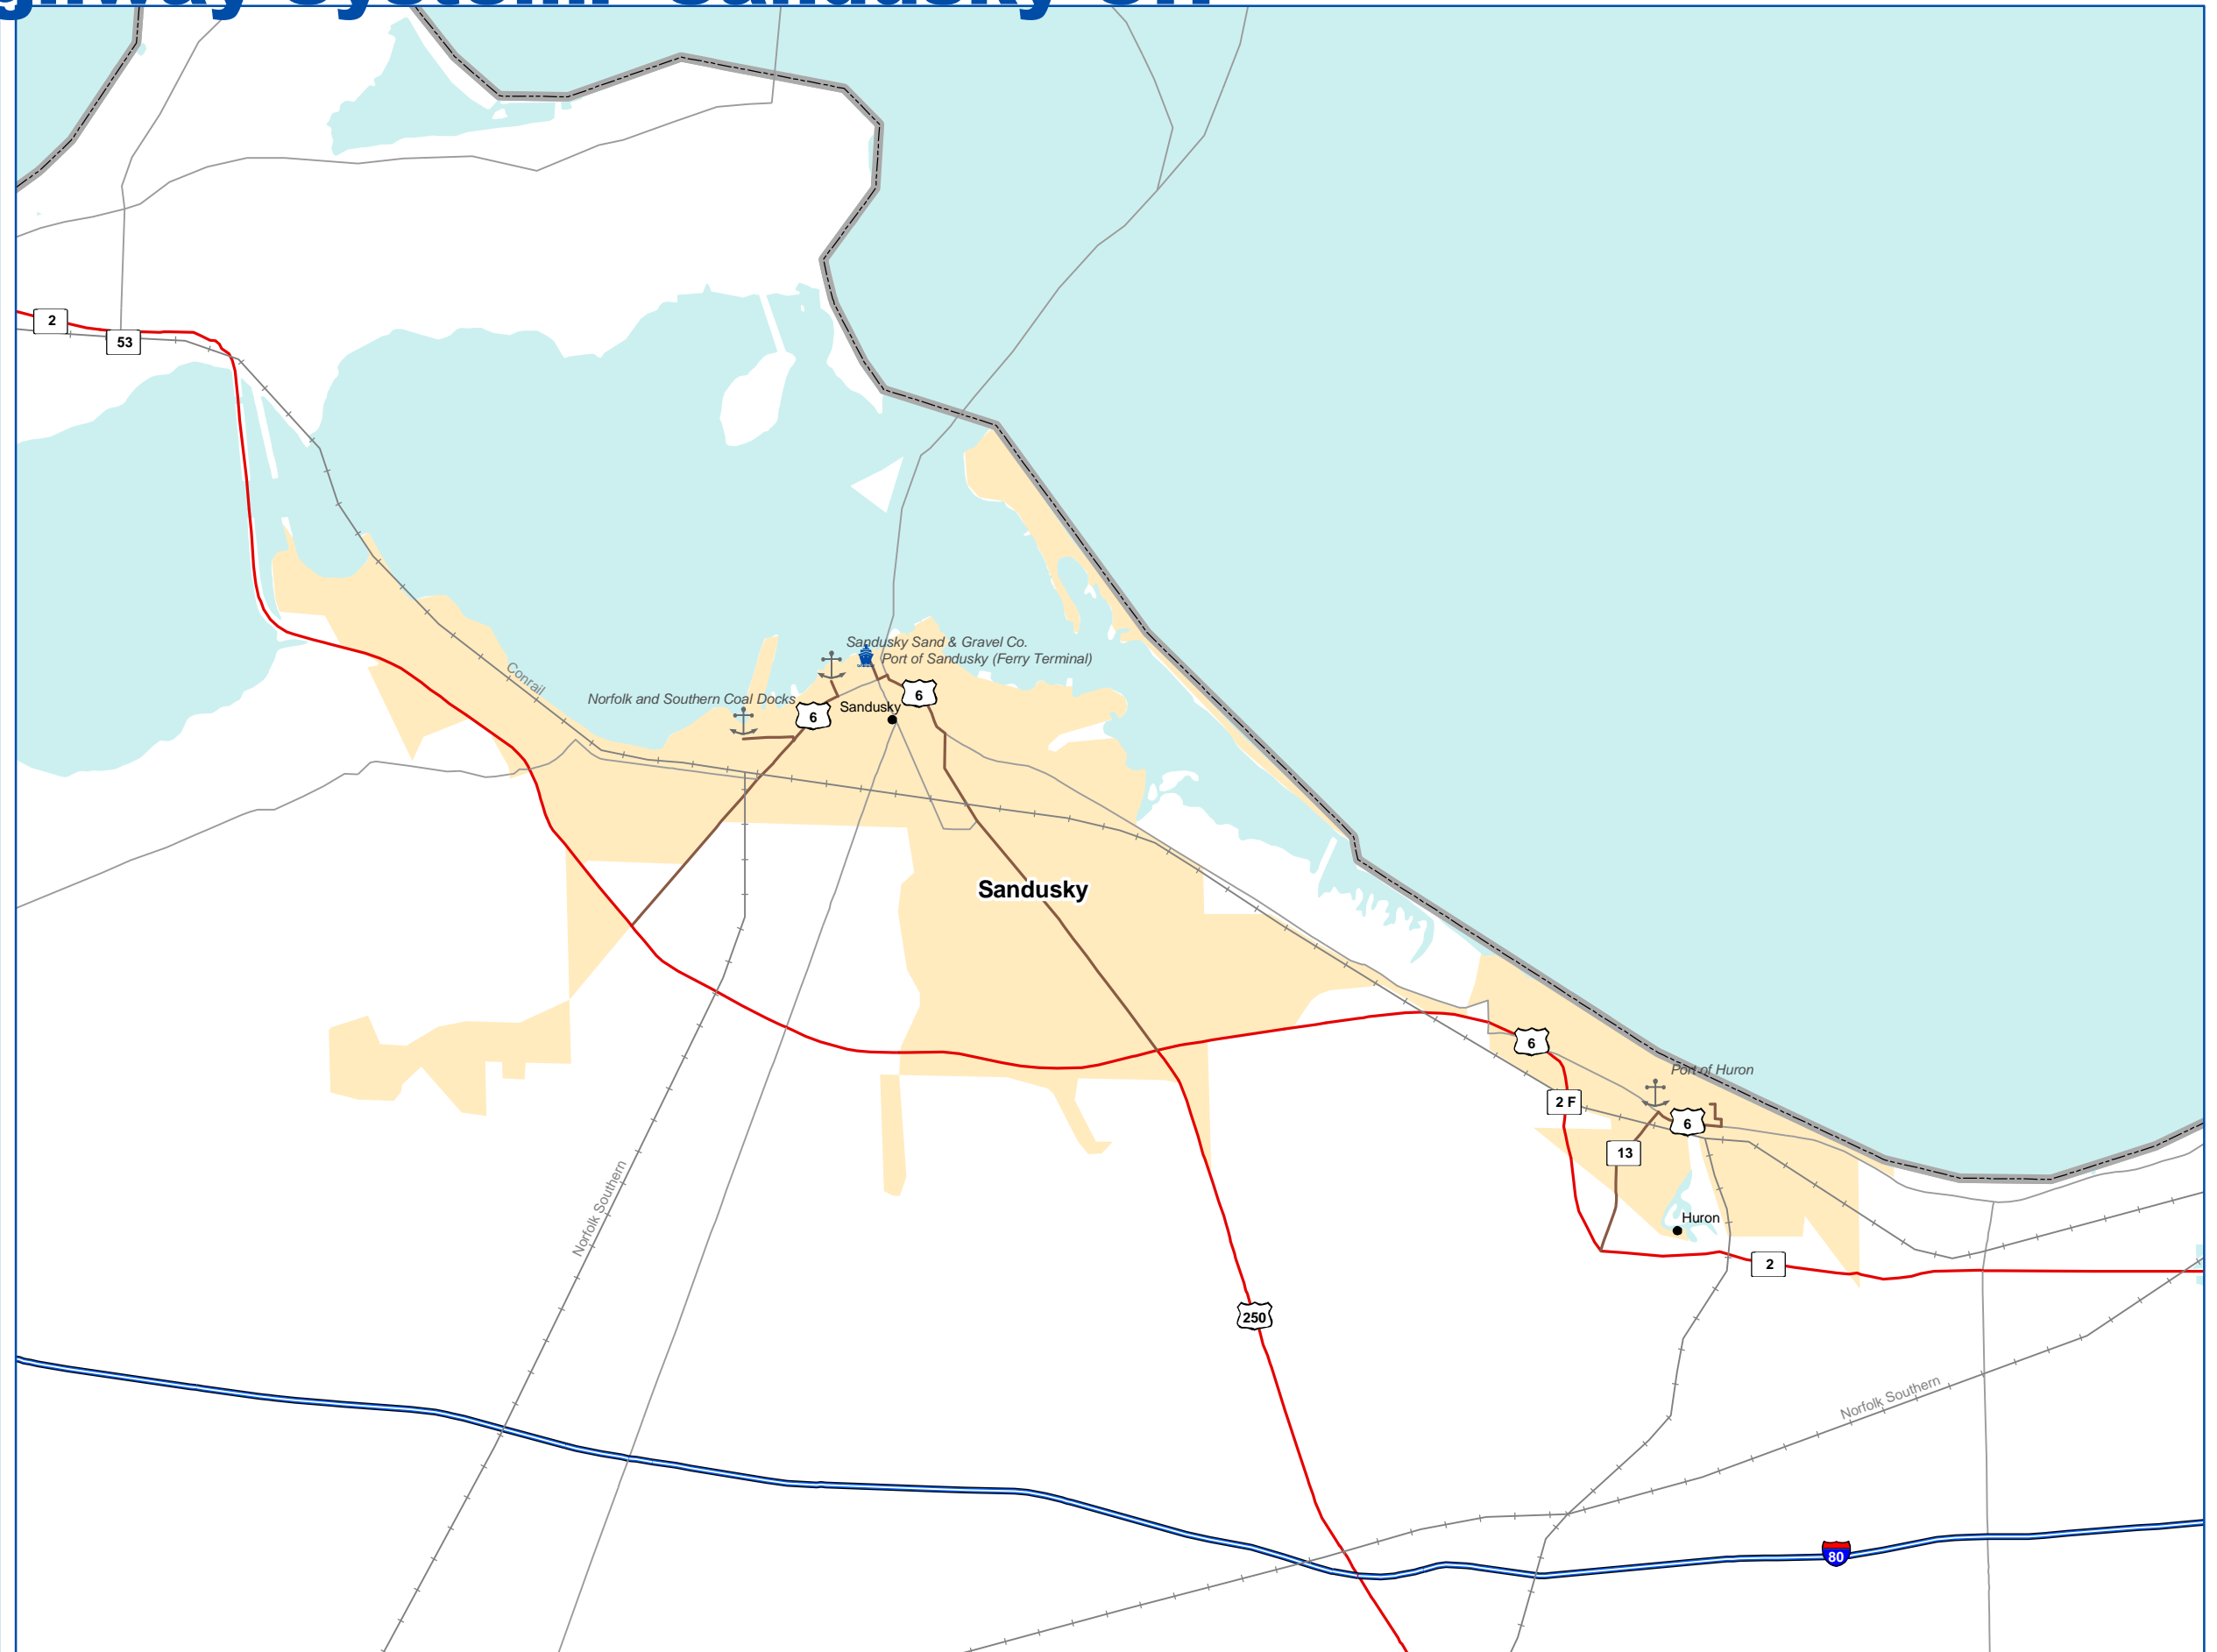 2
53
Sandusky Sand & Gravel Co.
Port of Sandusky (Ferry Terminal)
Conrail
Norfolk and Southern Coal Docks
6
Sandusky
6
Sandusky
6
Port of Huron
2 F
6
13
Norfolk Southern
Huron
2
250
Norfolk Southern
80